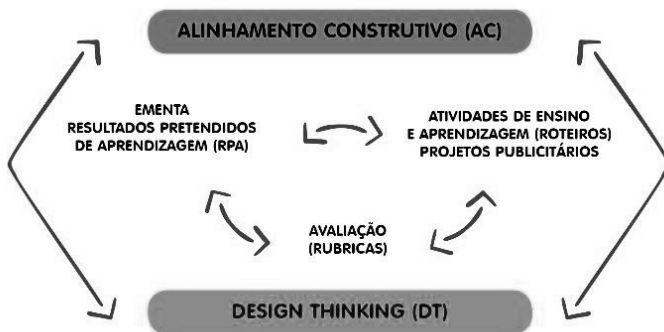 ALINHAMENTO CONSTRUTIVO (AC)
EMENTA
RESULTADOS PRETENDIDOS
DE APRENDIZAGEM (RPA)
ATIVIDADES DE ENSINO
E APRENDIZAGEM (ROTEIROS)
PROJETOS PUBLICITÁRIOS
AVALIAÇÃO
(RUBRICAS)
DESIGN THINKING (DT)